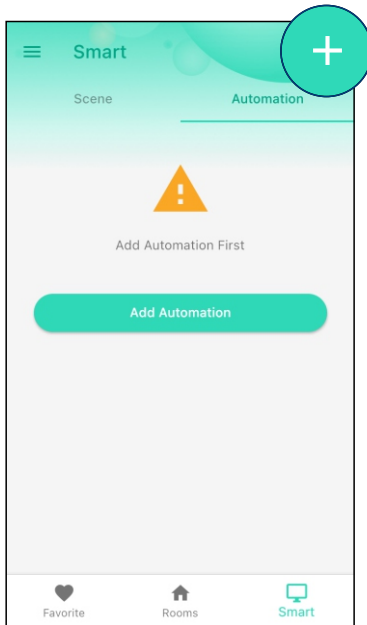 Smart
Scene
Automation
Add Automation First
Add Automation
Favorite
Rooms
Smart